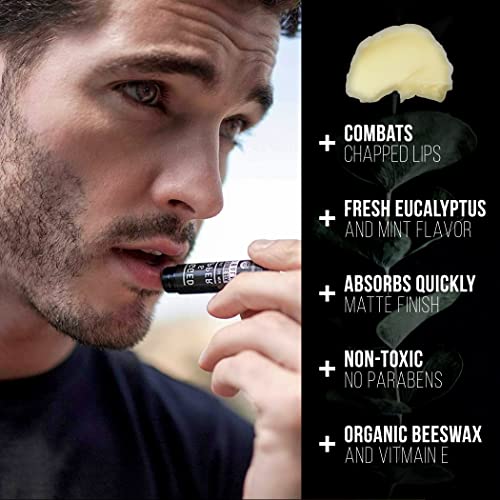 + COMBATS
CHAPPED LIPS
+ FRESH EUCALYPTUS
AND MINT FLAVOR
+ ABSORBS QUICKLY
MATTE FINISH
+ NON-TOXIC
NO PARABENS
+ ORGANIC BEESWAX
AND VITMAIN E